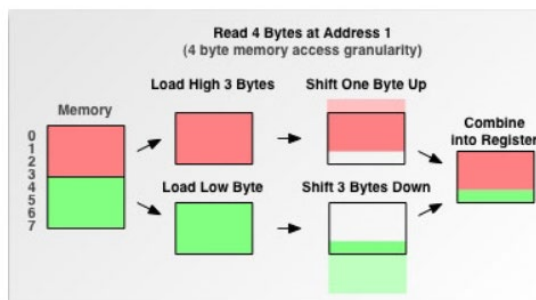 Read 4 Bytes at Address 1
(4 byte memory access granularity)
Load High 3 Bytes
Shift One Byte Up
Memory
Combine
into Register
0
1
2
3
4
5
6
7
Load Low Byte
Shift 3 Bytes Down